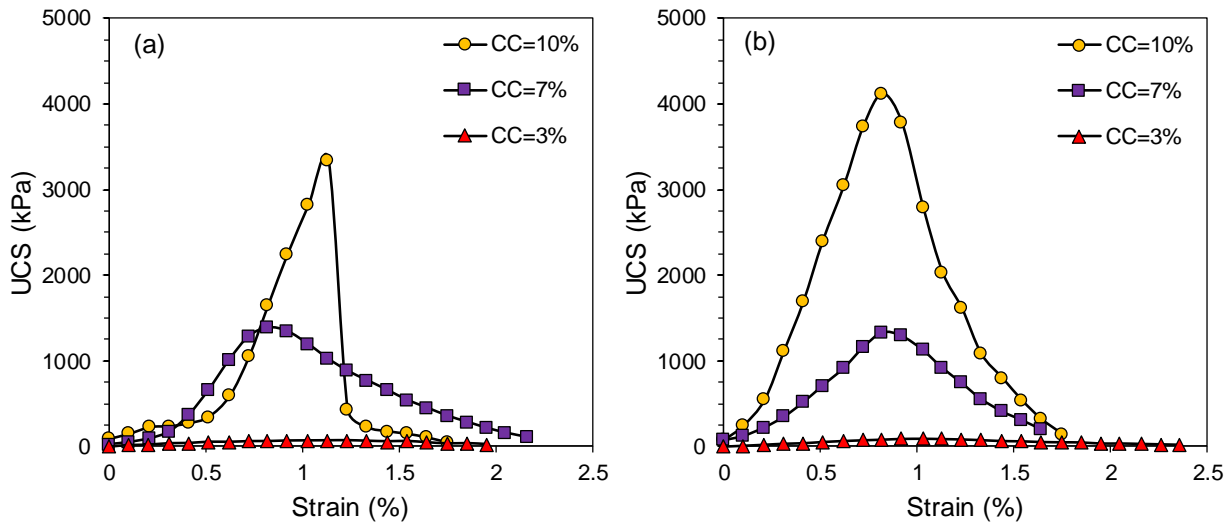 (a)
CC=10%
CC=7%
CC=3%
UCS (kPa)
5000
4000
3000
2000
1000
0
0 0.5 1 1.5 2 2.5
Strain (%)
(b)
CC=10%
CC=7%
CC=3%
UCS (kPa)
5000
4000
3000
2000
1000
0
0 0.5 1 1.5 2 2.5
Strain (%)